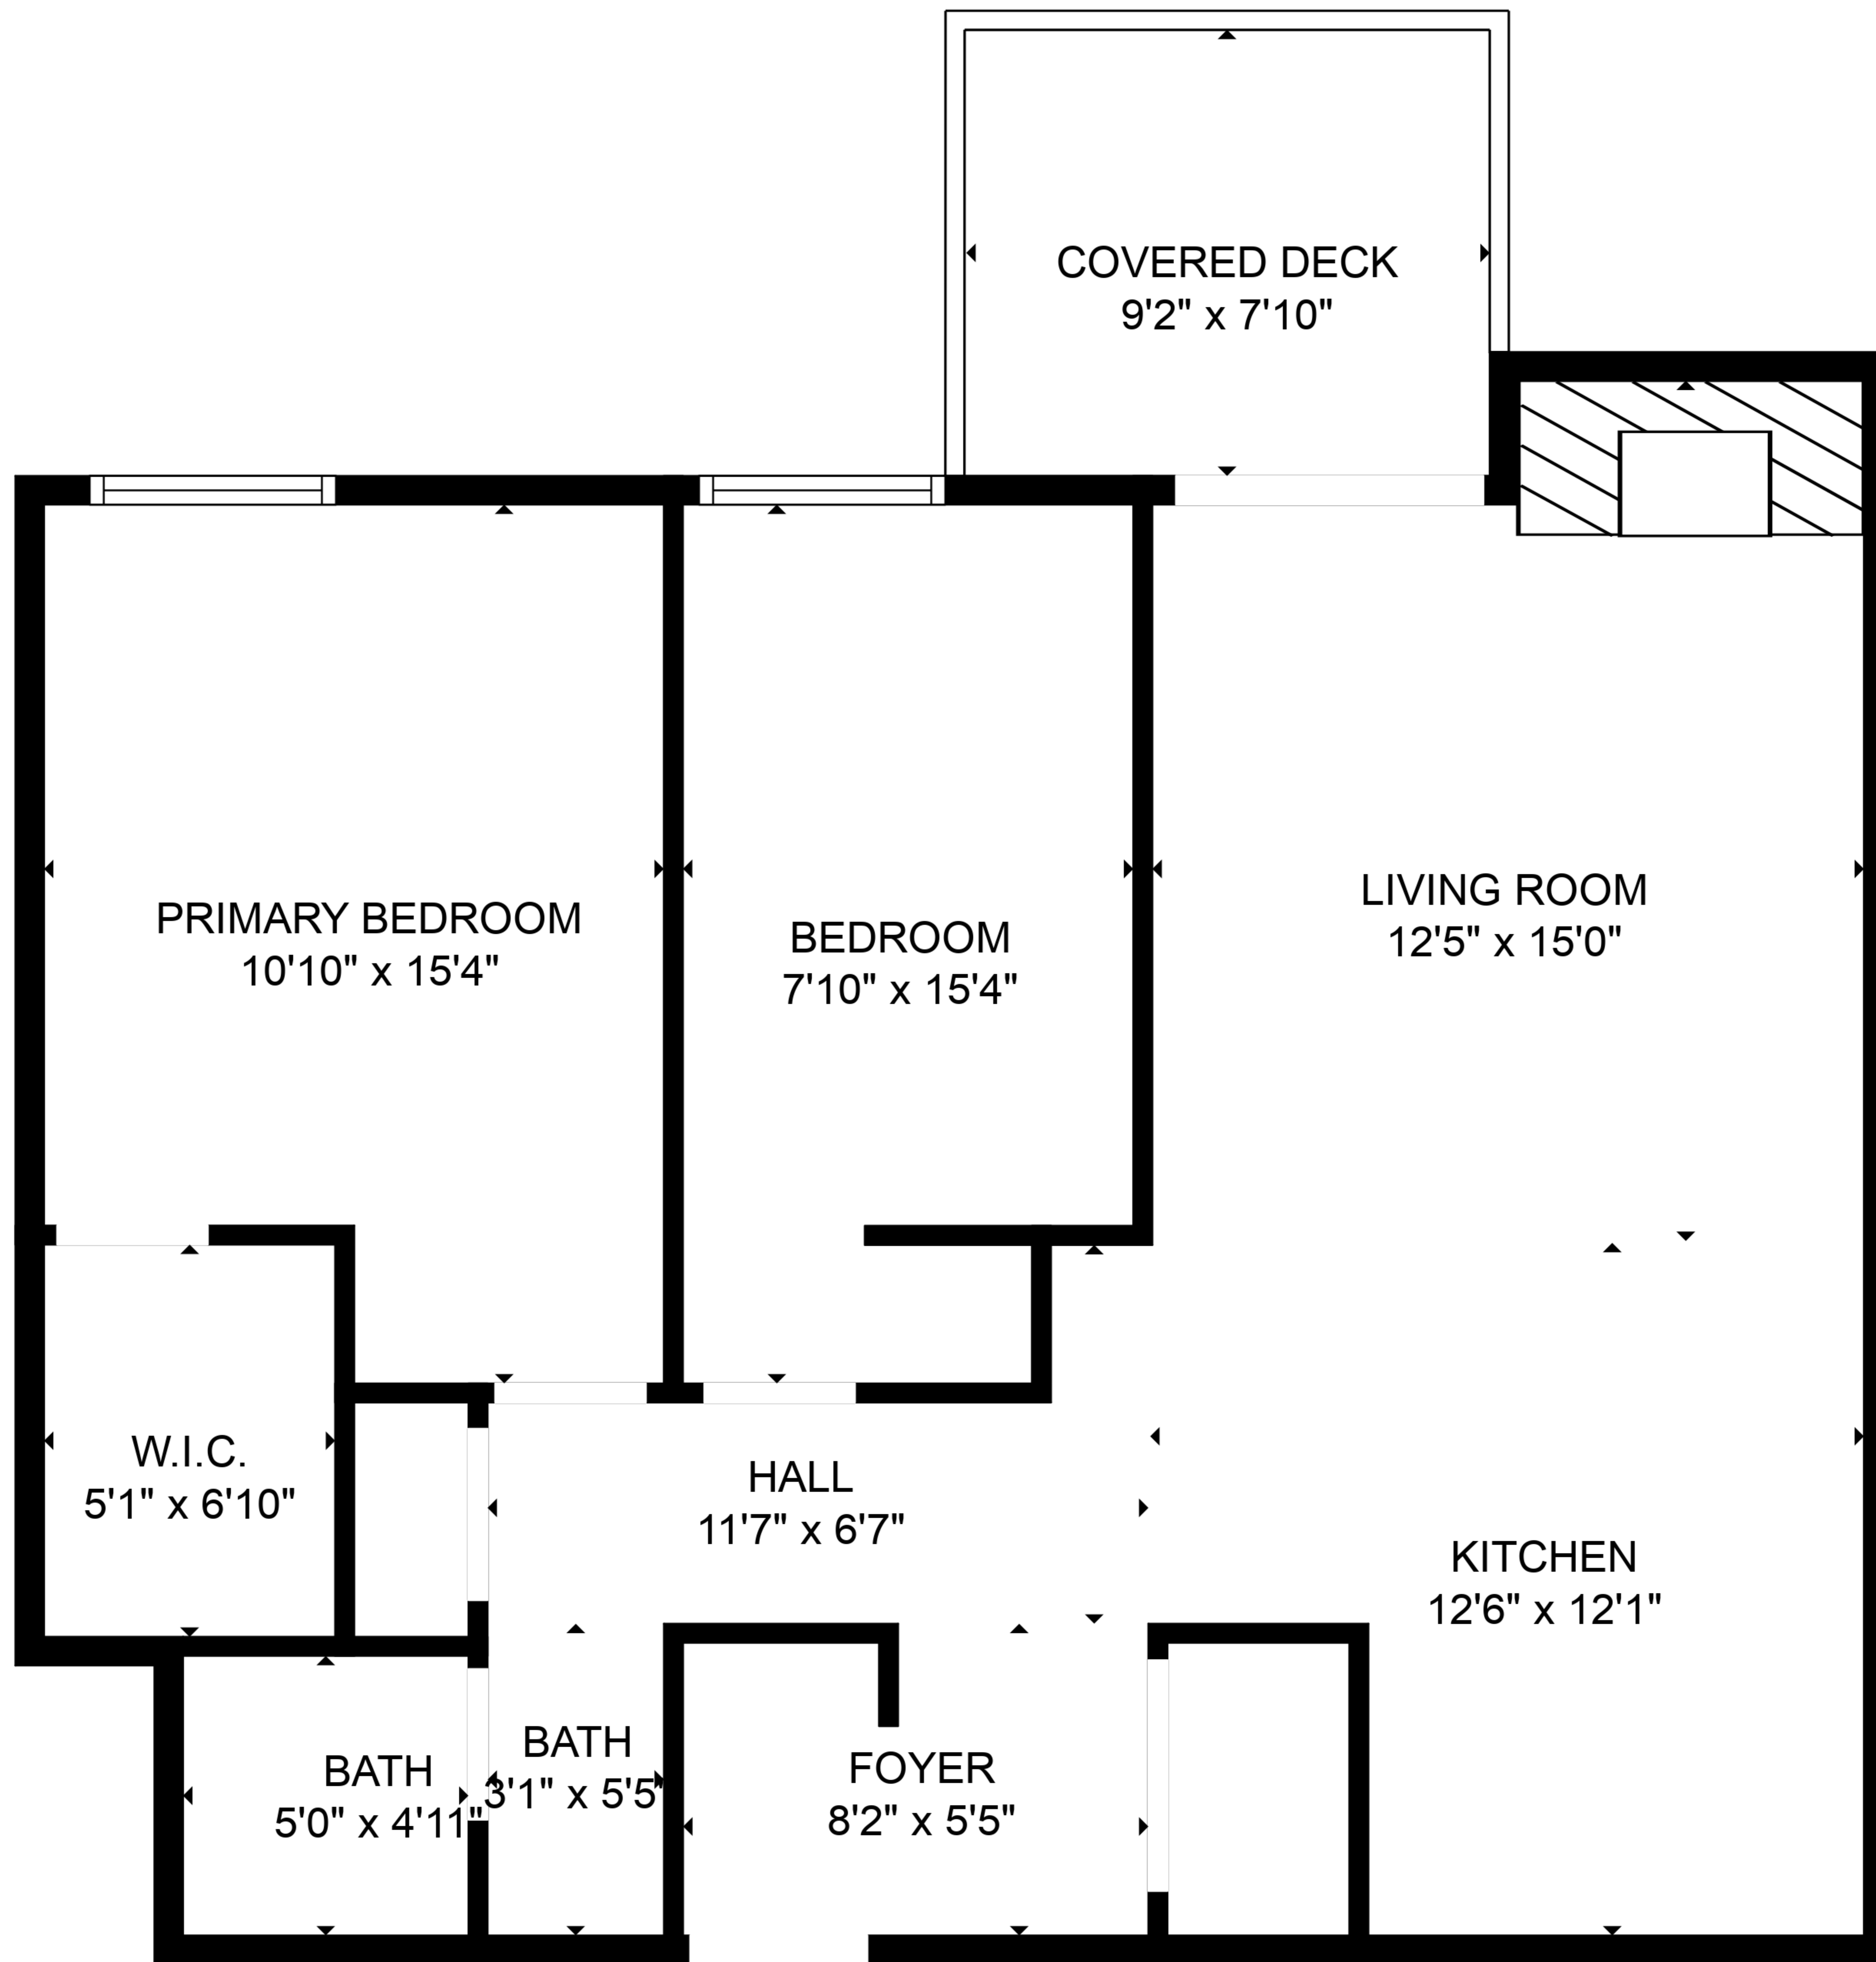 COVERED DECK
9'2" x 7'10"
PRIMARY BEDROOM
10'10" x 15'4"
BEDROOM
7'10" x 15'4"
LIVING ROOM
12'5" x 15'0"
W.I.C.
5'1" x 6'10"
HALL
11'7" x 6'7"
KITCHEN
12'6" x 12'1"
BATH
5'0" x 4'11"
BATH
3'1" x 5'5"
FOYER
8'2" x 5'5"